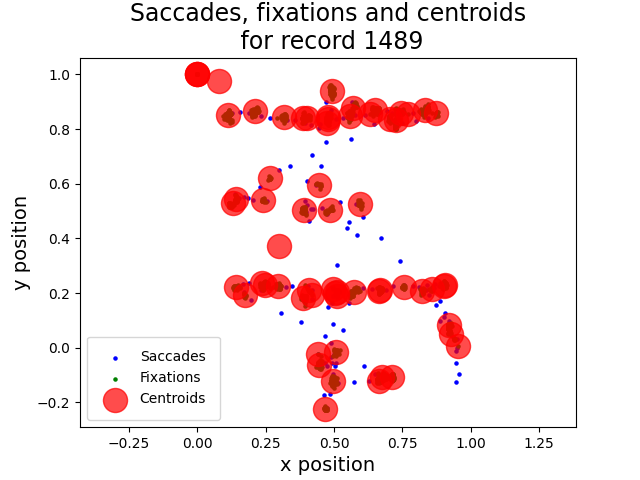 Saccades, fixations and centroids
for record 1489
y position
1.0
0.8
0.6
0.4
0.2
0.0
−0.2
Saccades
Fixations
Centroids
−0.25 0.00 0.25 0.50 0.75 1.00 1.25
x position